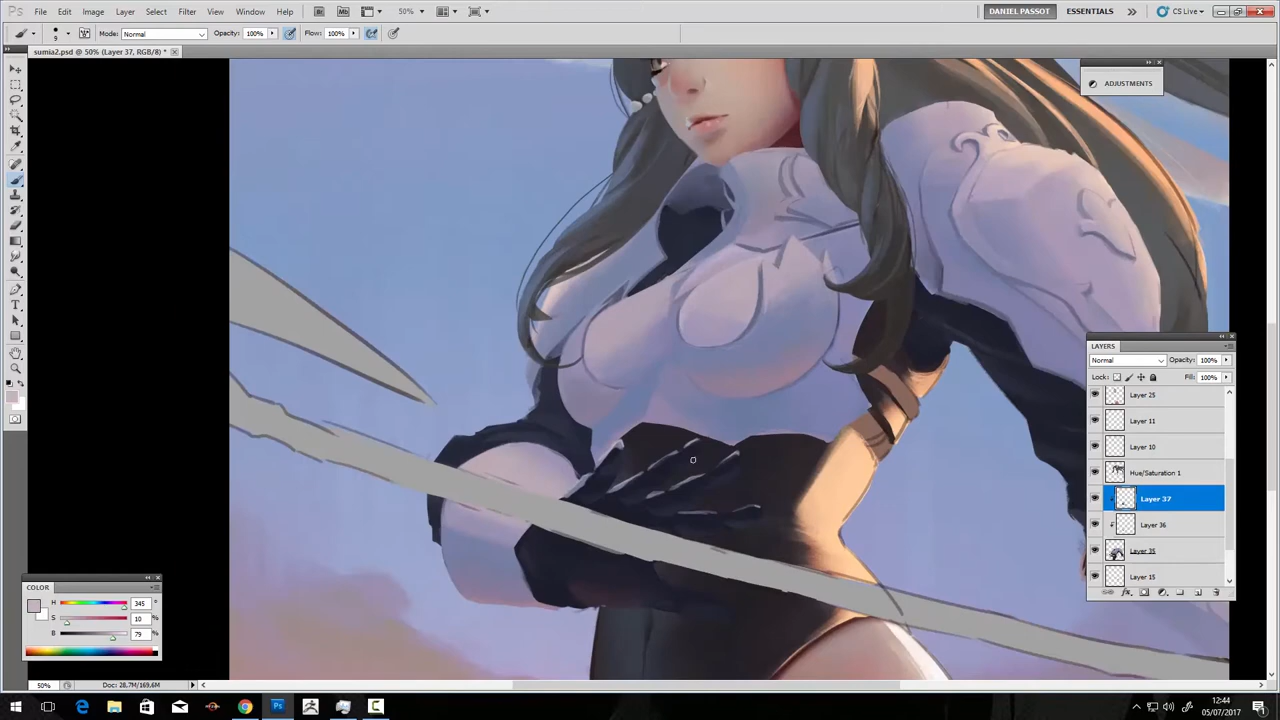 PS File Edit Image Layer Select Filter View Window Help Br Mb 50% DANIEL PASSOT ESSENTIALS CS Live
9 Mode: Normal Opacity: 100% Flow: 100%
sumia2.psd @ 50% (Layer 37, RGB/8) *
ADJUSTMENTS
LAYERS
Normal Opacity: 100%
Lock: Fill: 100%
Layer 25
Layer 11
Layer 10
Hue/Saturation 1
Layer 37
Layer 36
Layer 35
Layer 15
COLOR
H 345 °
S 10 %
B 79 %
50% Doc: 28,7M/169,6M
12:44
05/07/2017